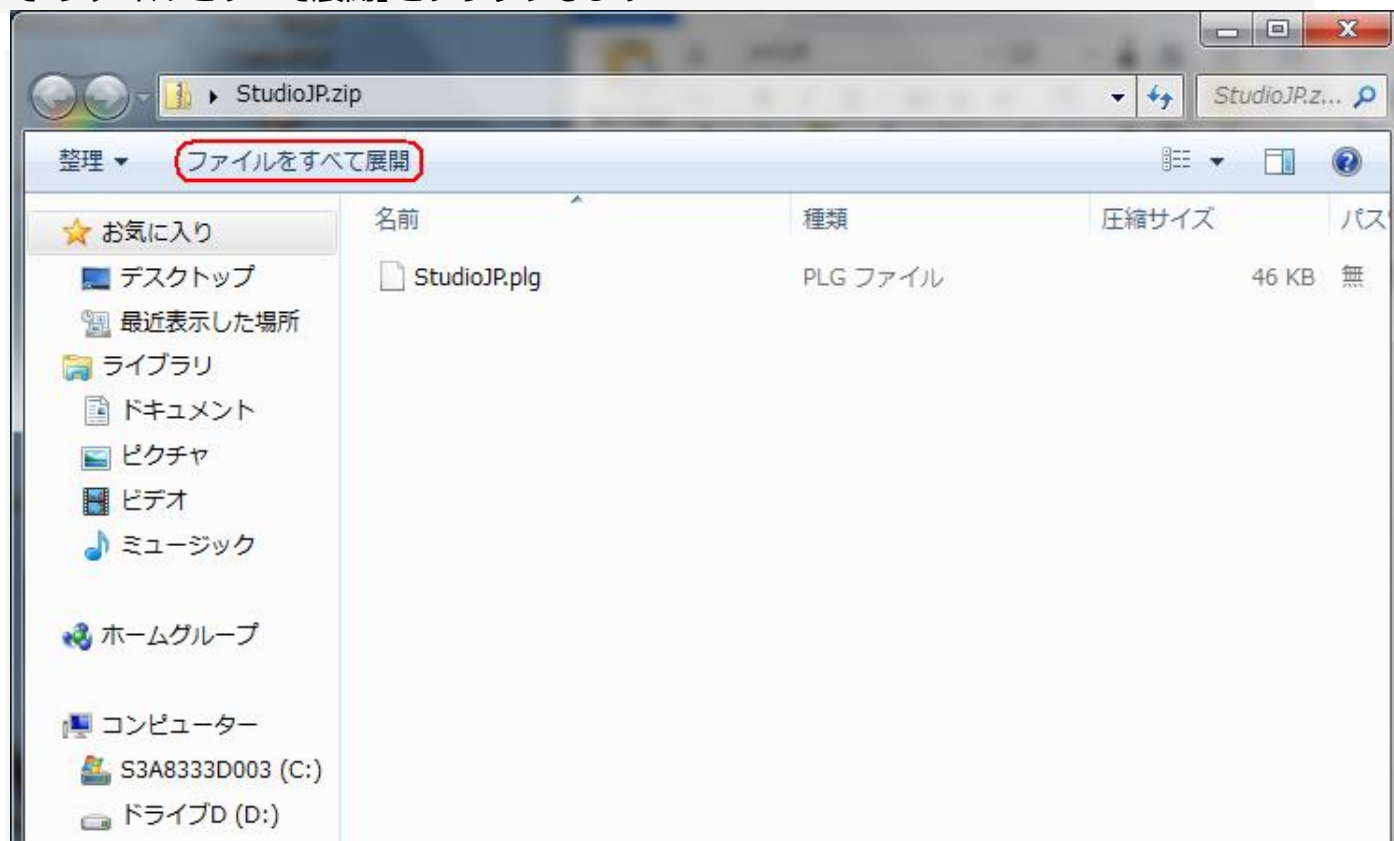 StudioJP.zip
StudioJP.z...
整理
ファイルをすべて展開
名前 種類 圧縮サイズ パス
StudioJP.plg PLG ファイル 46 KB 無
お気に入り
デスクトップ
最近表示した場所
ライブラリ
ドキュメント
ピクチャ
ビデオ
ミュージック
ホームグループ
コンピューター
S3A8333D003 (C:)
ドライブD (D:)